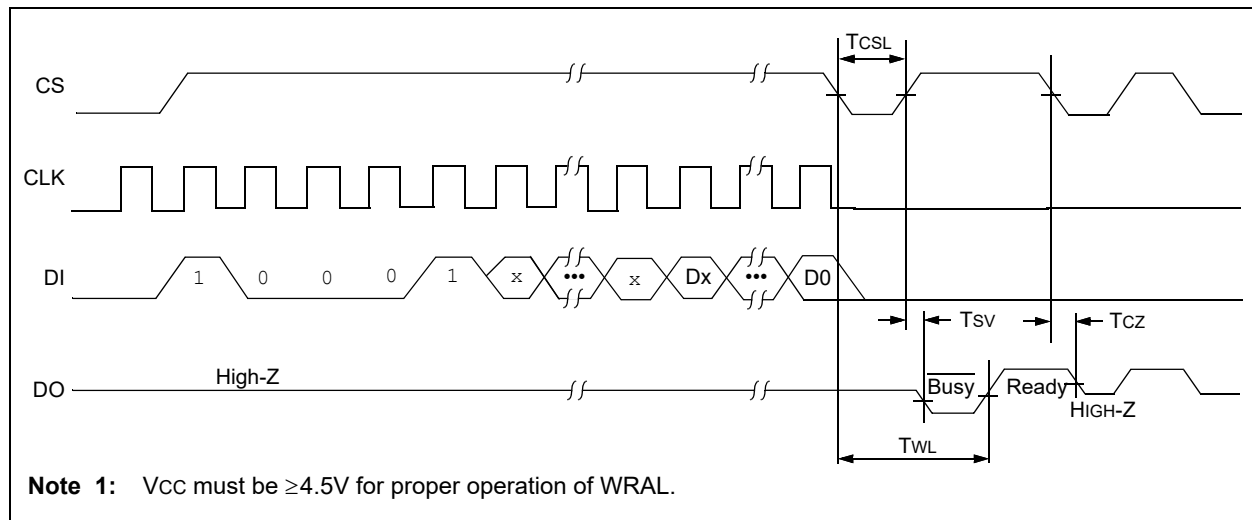 TCSL
CS
CLK
DI 1 0 0 0 1 x ••• x Dx ••• D0
TSV TCZ
High-Z
DO Busy Ready
HIGH-Z
TWL
Note 1: VCC must be ≥4.5V for proper operation of WRAL.